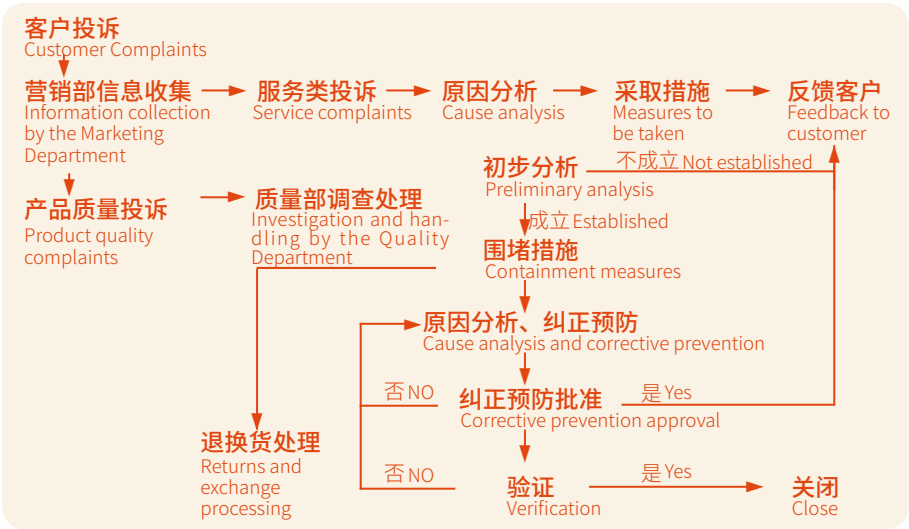 客户投诉
Customer Complaints
营销部信息收集
Information collection
by the Marketing
Department
服务类投诉
Service complaints
原因分析
Cause analysis
采取措施
Measures to
be taken
反馈客户
Feedback to
customer
初步分析
Preliminary analysis
不成立 Not established
产品质量投诉
Product quality
complaints
质量部调查处理
Investigation and han-
dling by the Quality
Department
成立 Established
围堵措施
Containment measures
原因分析、纠正预防
Cause analysis and corrective prevention
否 NO
纠正预防批准
Corrective prevention approval
是 Yes
退换货处理
Returns and
exchange
processing
否 NO
验证
Verification
是 Yes
关闭
Close